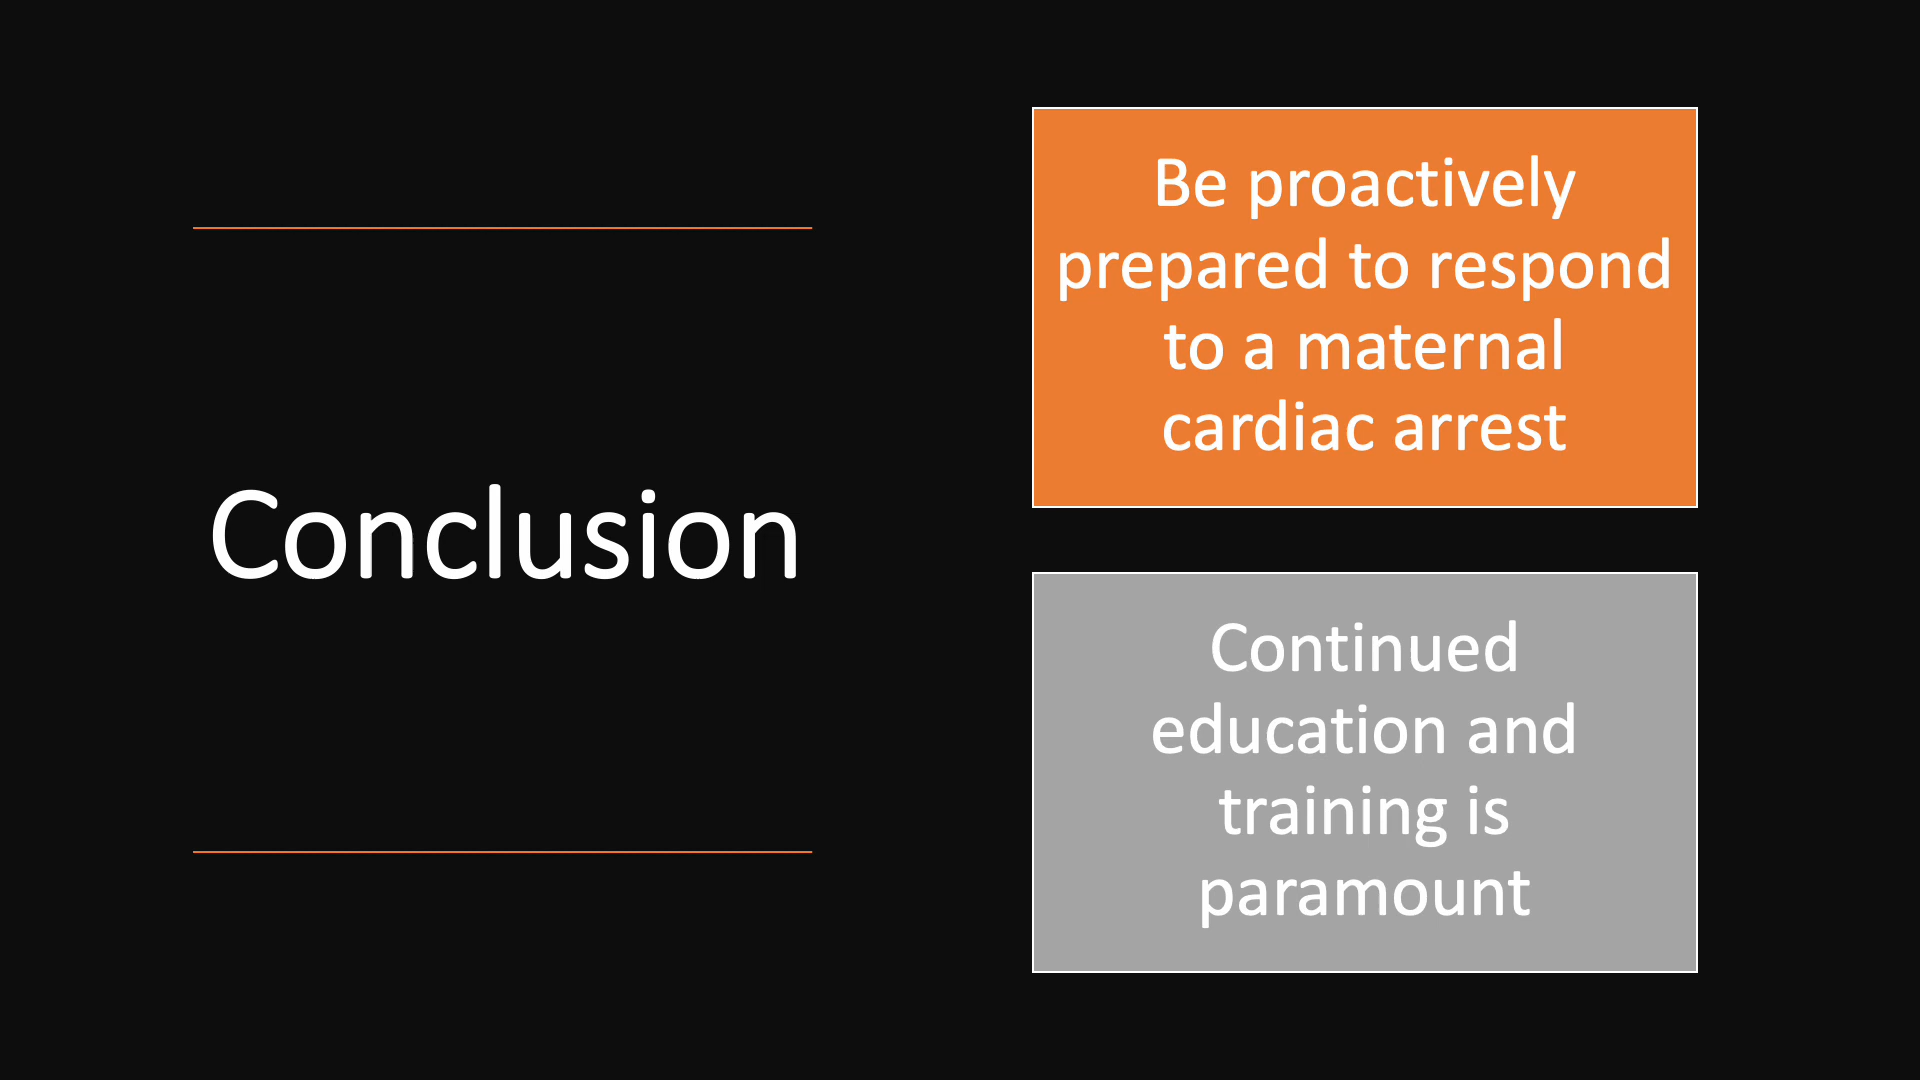 Conclusion
Be proactively
prepared to respond
to a maternal
cardiac arrest
Continued
education and
training is
paramount